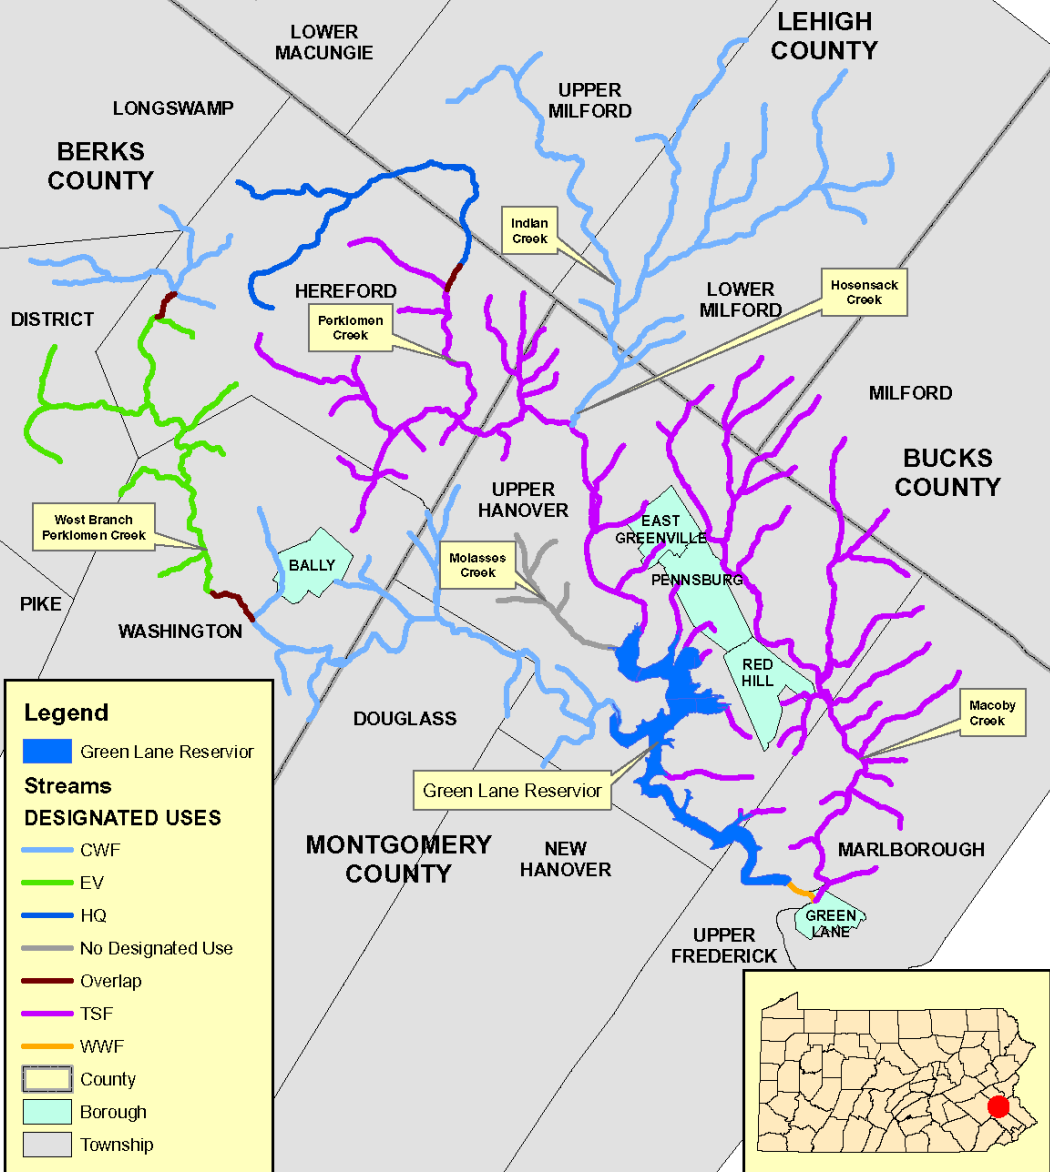 LEHIGH
COUNTY
LOWER
MACUNGIE
UPPER
MILFORD
LONGSWAMP
BERKS
COUNTY
Indian
Creek
Hosensack
Creek
HEREFORD
LOWER
MILFORD
DISTRICT
Perklomen
Creek
MILFORD
BUCKS
COUNTY
UPPER
HANOVER
West Branch
Perklomen Creek
EAST
GREENVILLE
Molasses
Creek
BALLY
PENNSBURG
PIKE
WASHINGTON
RED
HILL
Macoby
Creek
DOUGLASS
Green Lane Reservior
MONTGOMERY
COUNTY
NEW
HANOVER
MARLBOROUGH
GREEN
LANE
UPPER
FREDERICK
Legend
Green Lane Reservior
Streams
DESIGNATED USES
CWF
EV
HQ
No Designated Use
Overlap
TSF
WWF
County
Borough
Township